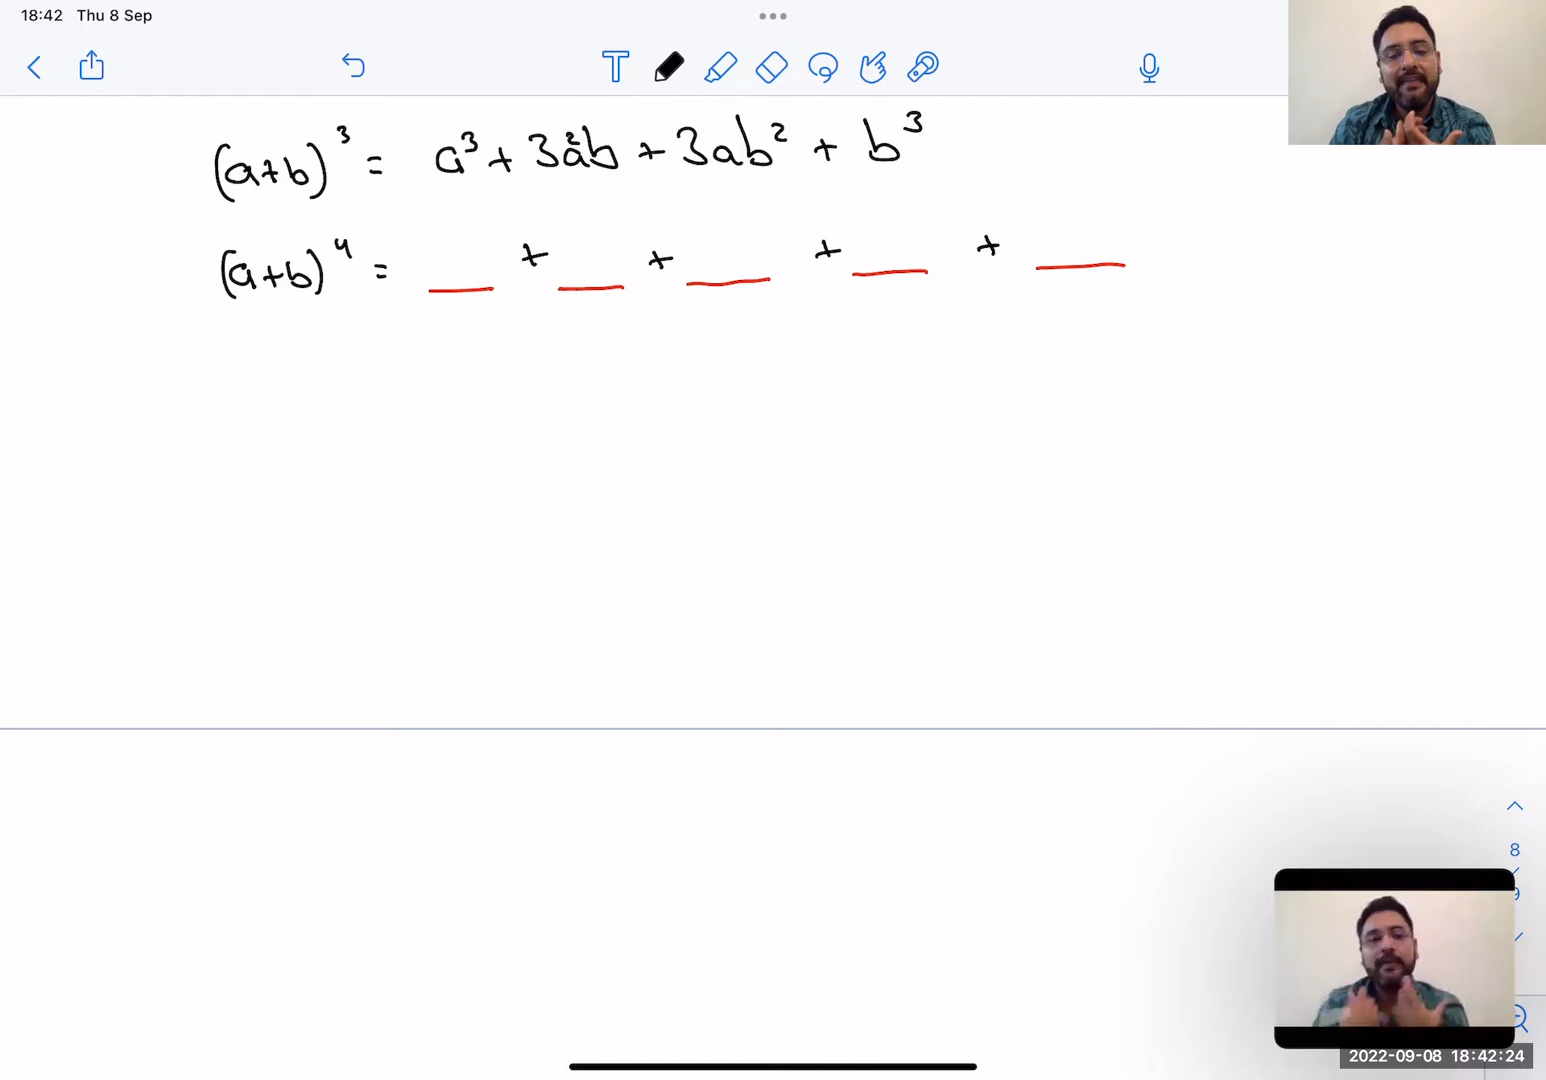 18:42 Thu 8 Sep
T
(a+b)³ = a³ + 3a²b + 3ab² + b³
(a+b)⁴ = __ + __ + __ + __ + __
8
9
2022-09-08 18:42:24